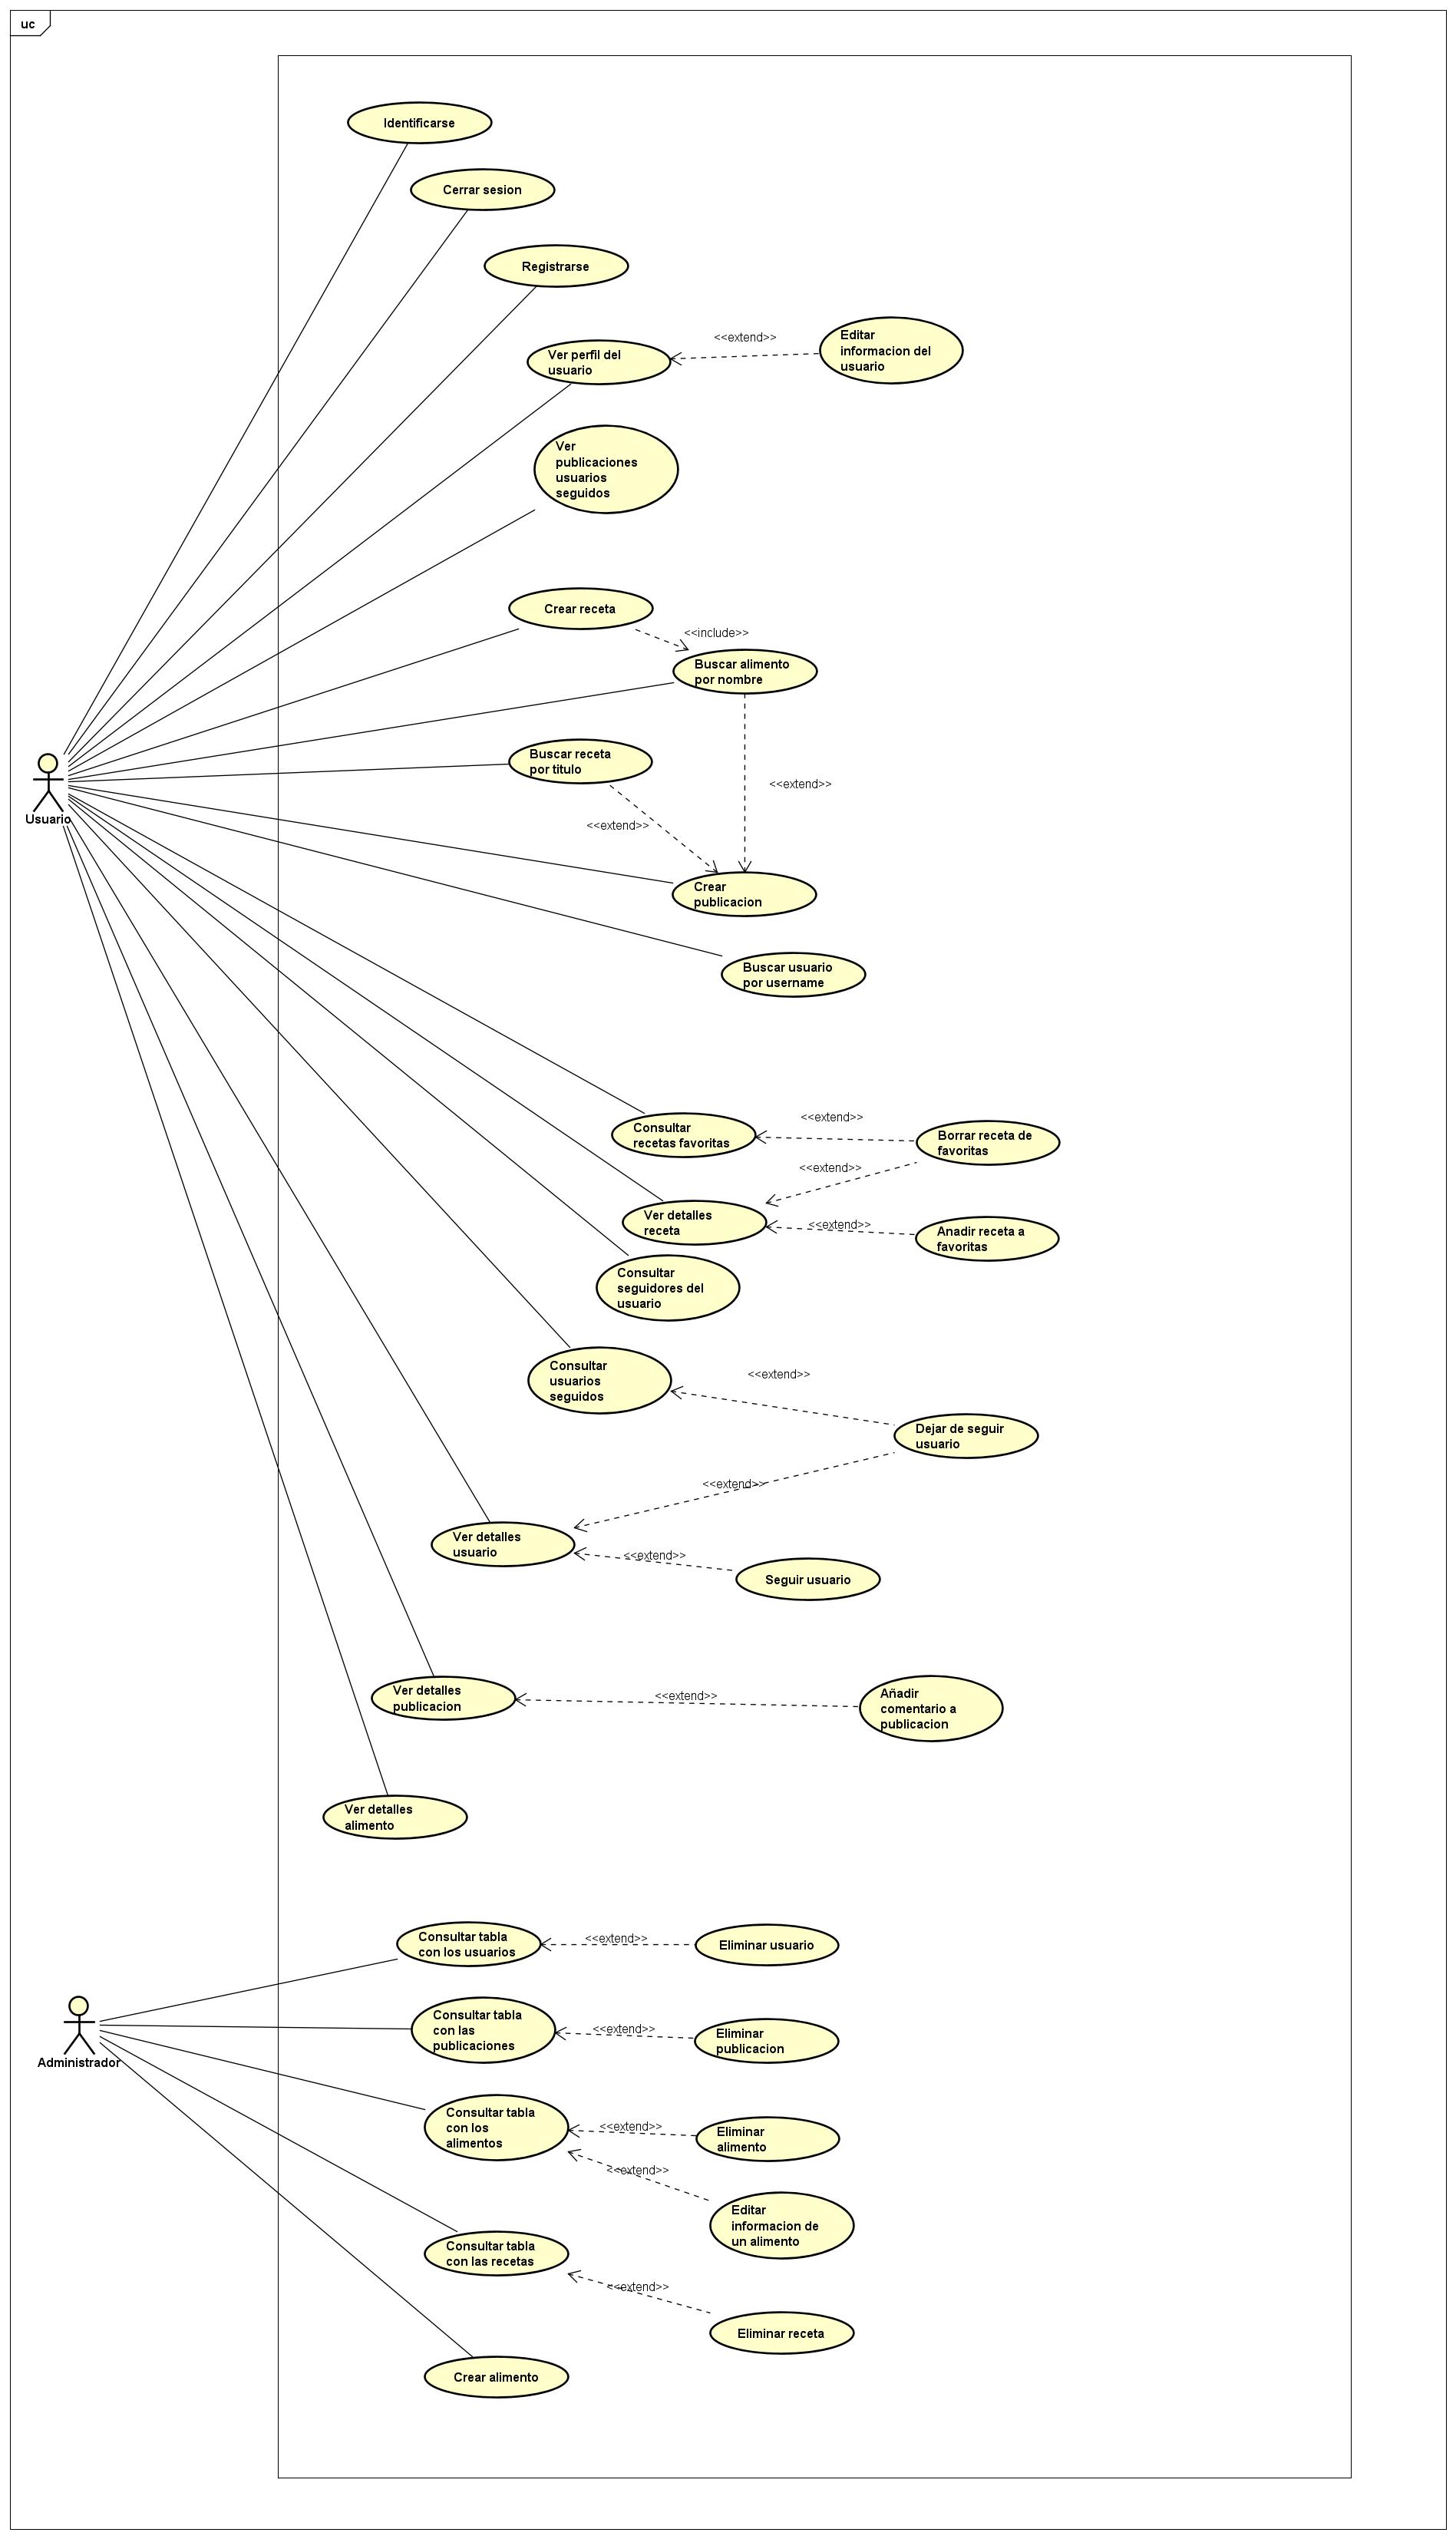 uc
Identificarse
Cerrar sesion
Registrarse
<<extend>>
Editar
informacion del
usuario
Ver perfil del
usuario
Ver
publicaciones
usuarios
seguidos
Crear receta
<<include>>
Buscar alimento
por nombre
Buscar receta
por titulo
<<extend>>
Usuario
<<extend>>
Crear
publicacion
Buscar usuario
por username
<<extend>>
Consultar
recetas favoritas
Borrar receta de
favoritas
<<extend>>
Ver detalles
receta
<<extend>>
Anadir receta a
favoritas
Consultar
seguidores del
usuario
Consultar
usuarios
seguidos
<<extend>>
Dejar de seguir
usuario
<<extend>>
Ver detalles
usuario
<<extend>>
Seguir usuario
Ver detalles
publicacion
<<extend>>
Añadir
comentario a
publicacion
Ver detalles
alimento
Consultar tabla
con los usuarios
<<extend>>
Eliminar usuario
Administrador
Consultar tabla
con las
publicaciones
<<extend>>
Eliminar
publicacion
Consultar tabla
con los
alimentos
<<extend>>
Eliminar
alimento
<<extend>>
Editar
informacion de
un alimento
Consultar tabla
con las recetas
<<extend>>
Eliminar receta
Crear alimento